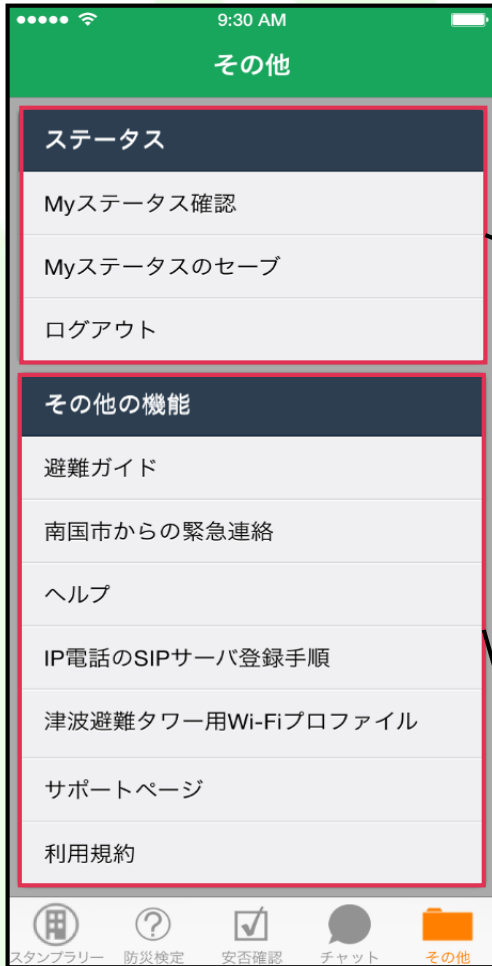 9:30 AM
その他
ステータス
Myステータス確認
Myステータスのセーブ
ログアウト
その他の機能
避難ガイド
南国市からの緊急連絡
ヘルプ
IP電話のSIPサーバ登録手順
津波避難タワー用Wi-Fiプロファイル
サポートページ
利用規約
スタンプラリー 防災検定 安否確認 チャット その他